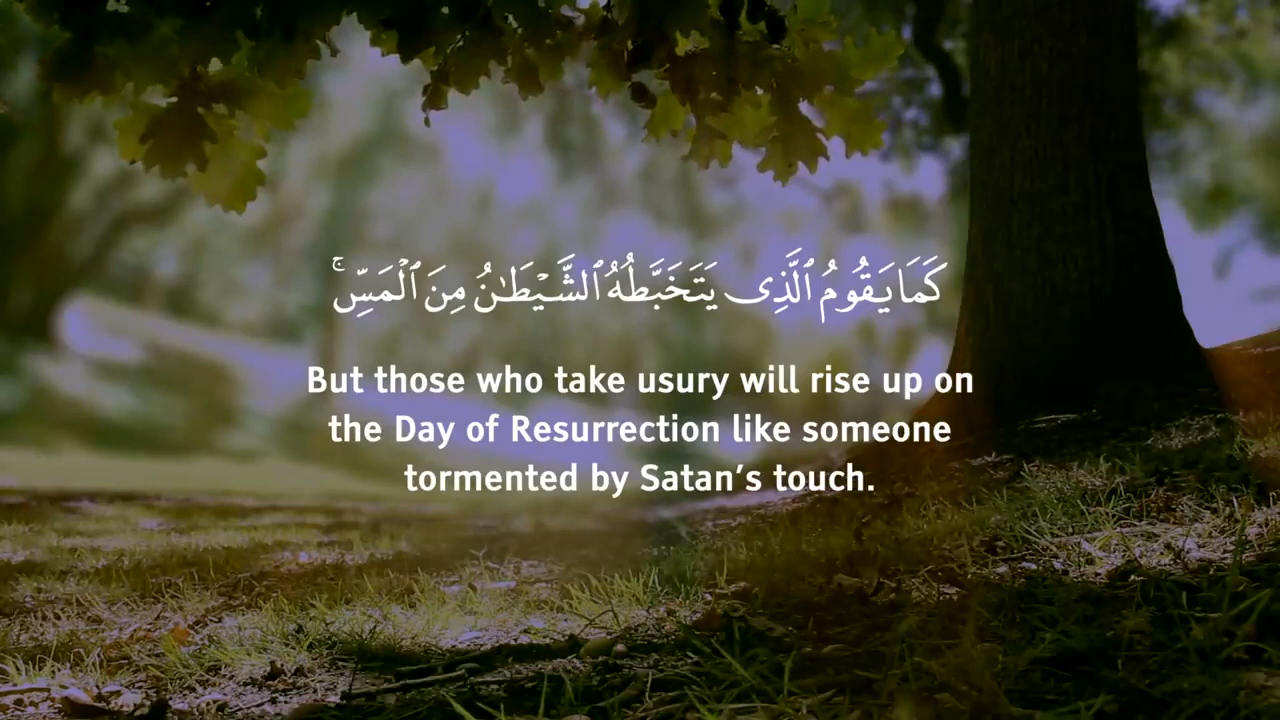 كَمَا يَقُومُ ٱلَّذِى يَتَخَبَّطُهُ ٱلشَّيْطَـٰنُ مِنَ ٱلْمَسِّ ۚ
But those who take usury will rise up on
the Day of Resurrection like someone
tormented by Satan’s touch.